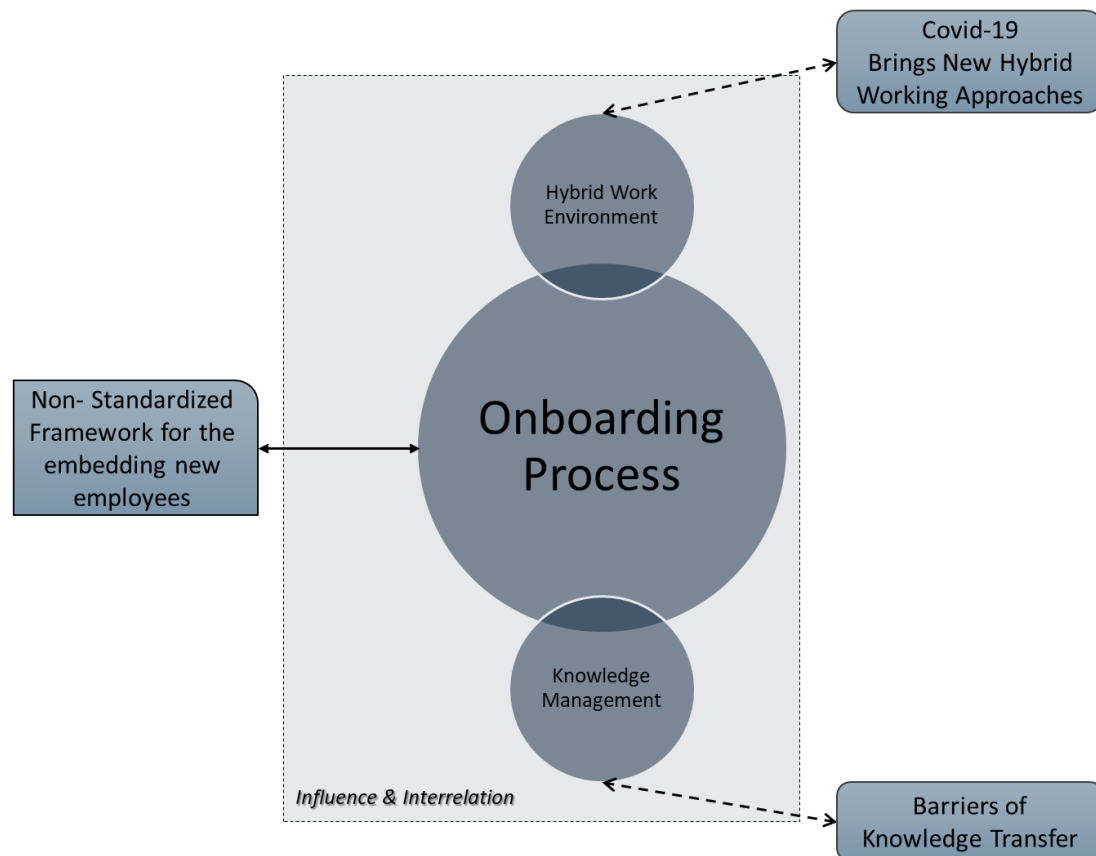 Covid-19
Brings New Hybrid
Working Approaches
Hybrid Work
Environment
Onboarding
Process
Non- Standardized
Framework for the
embedding new
employees
Knowledge
Management
Influence & Interrelation
Barriers of
Knowledge Transfer